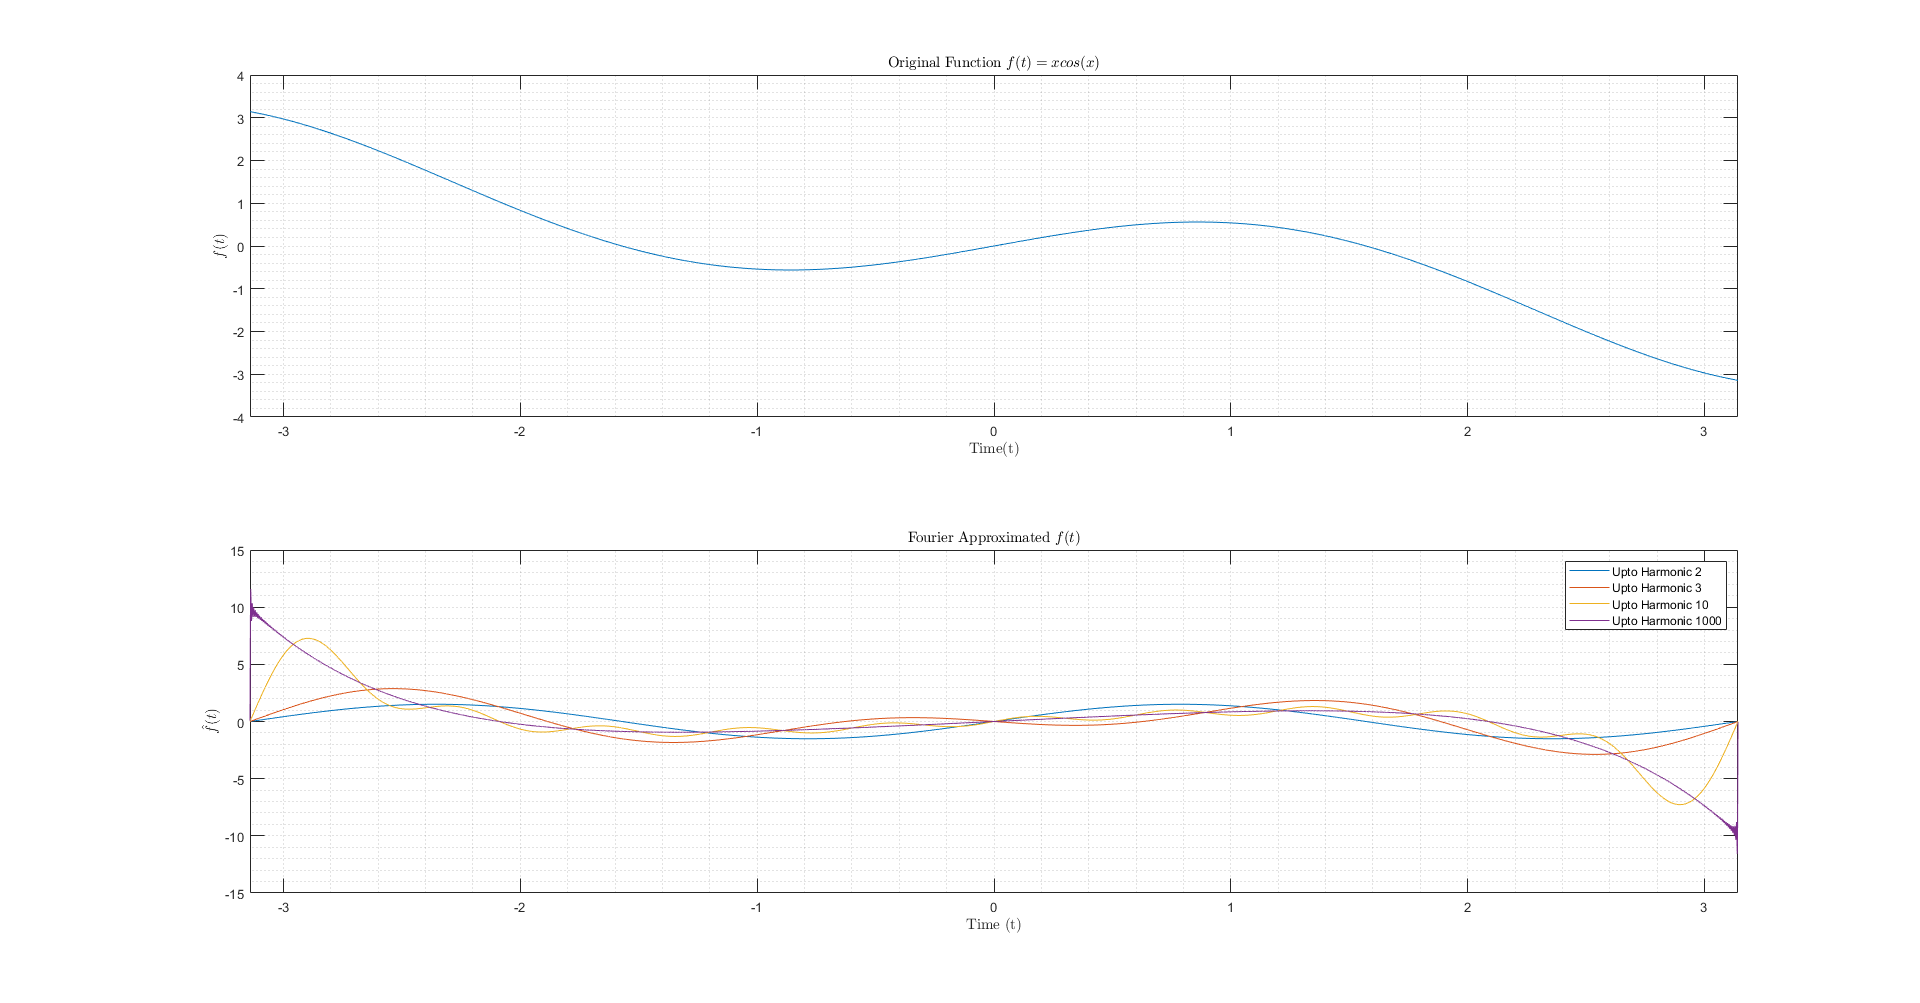 Original Function f(t) = xcos(x)
4
3
2
1
0
-1
-2
-3
-4
f(t)
-3 -2 -1 0 1 2 3
Time(t)
Fourier Approximated f(t)
15
10
5
0
-5
-10
-15
f̂(t)
Upto Harmonic 2
Upto Harmonic 3
Upto Harmonic 10
Upto Harmonic 1000
-3 -2 -1 0 1 2 3
Time (t)